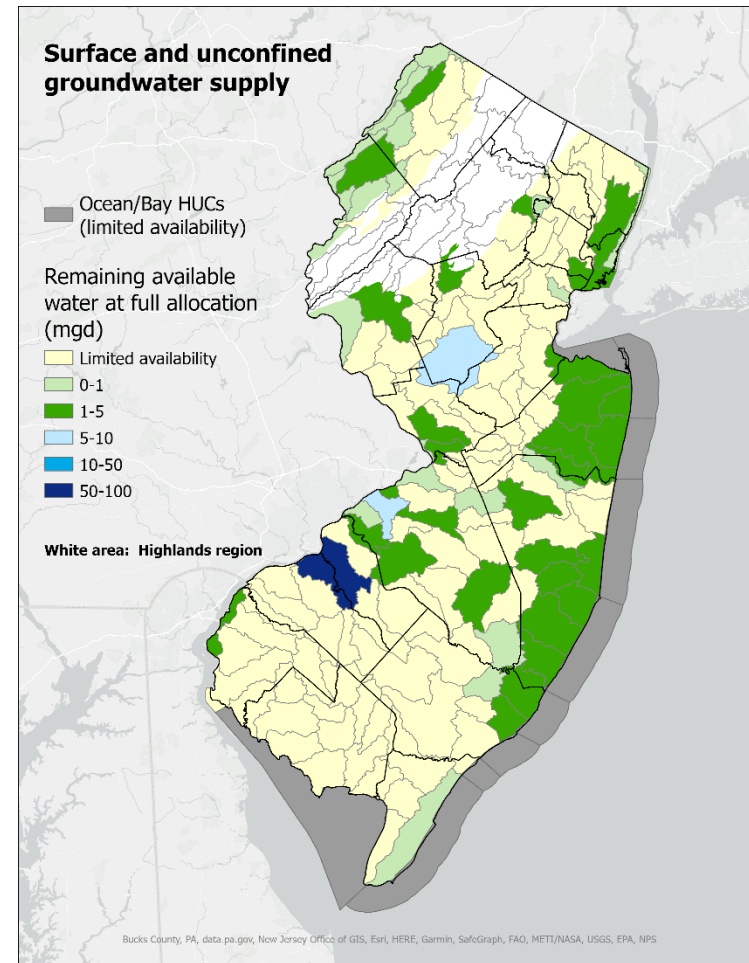 Surface and unconfined
groundwater supply
Ocean/Bay HUCs
(limited availability)
Remaining available
water at full allocation
(mgd)
Limited availability
0-1
1-5
5-10
10-50
50-100
White area: Highlands region
Bucks County, PA, data.pa.gov, New Jersey Office of GIS, Esri, HERE, Garmin, SafeGraph, FAO, METI/NASA, USGS, EPA, NPS